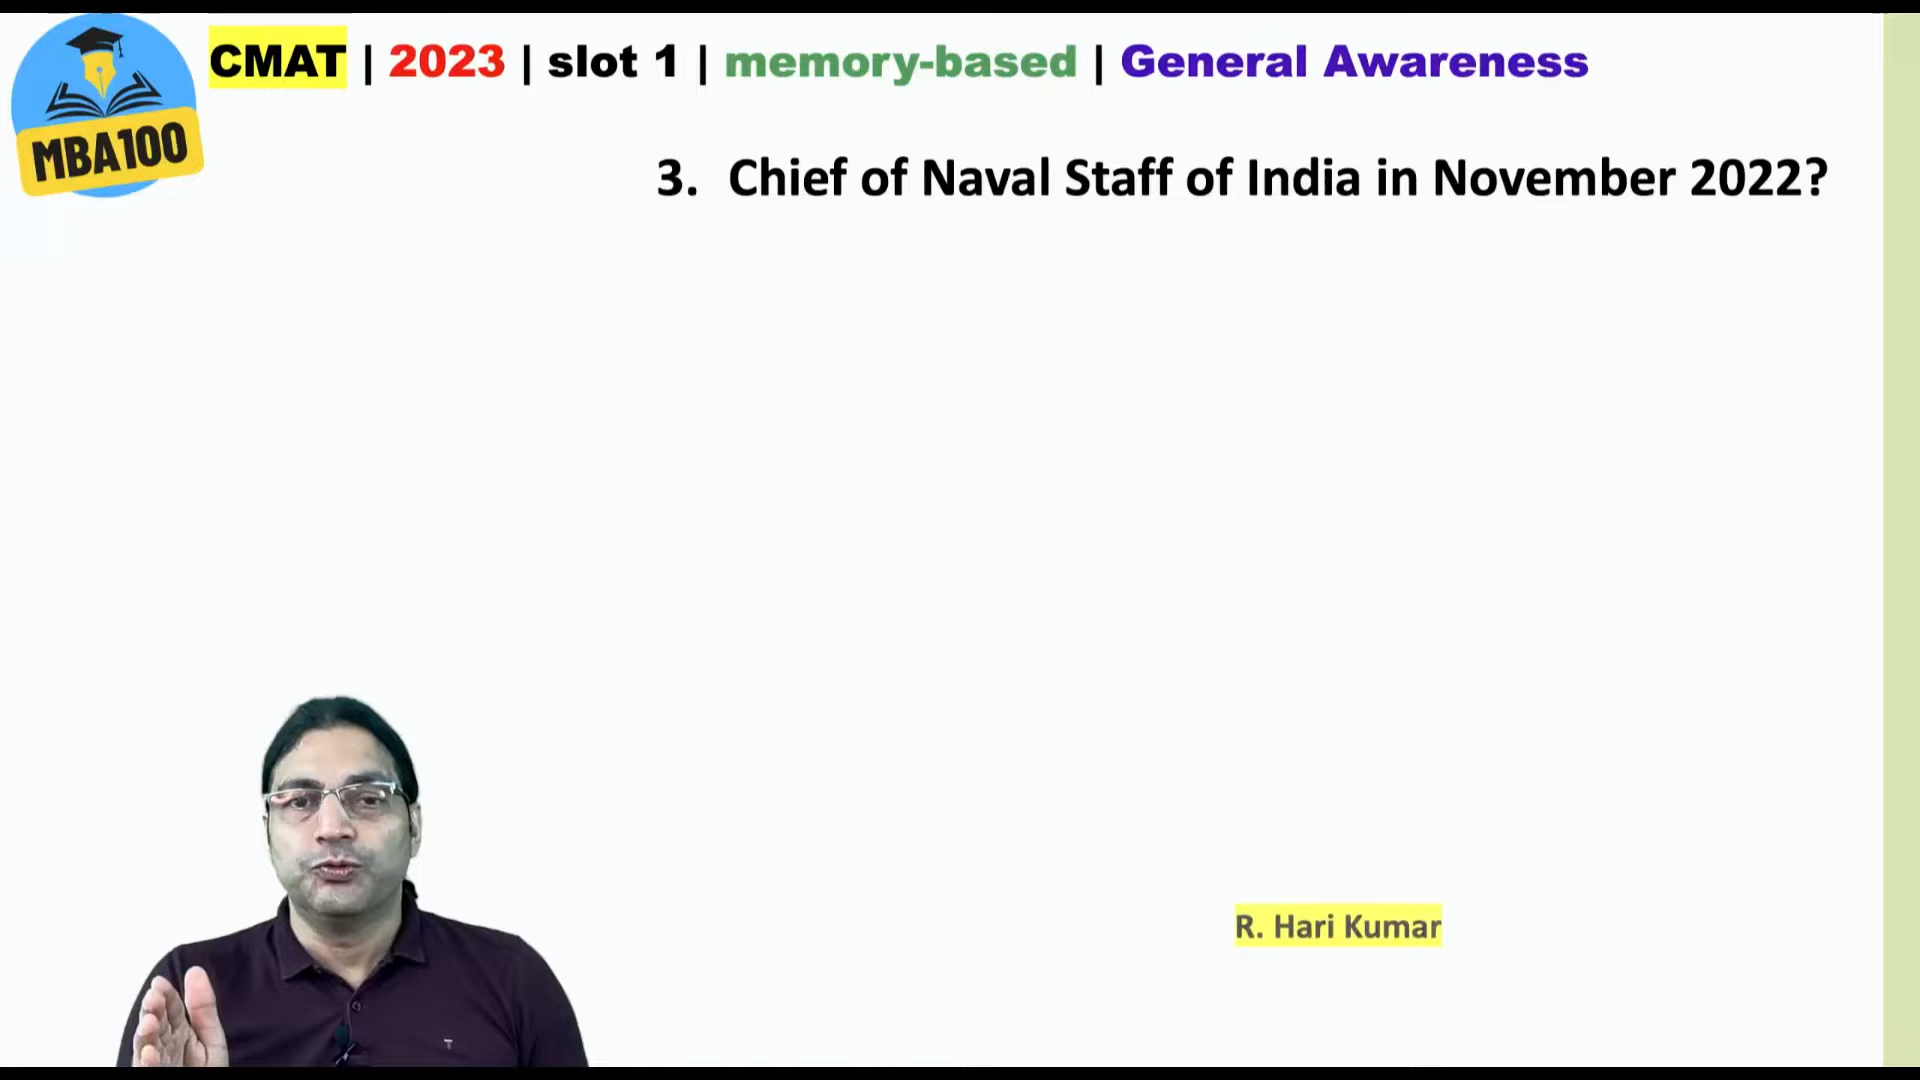 CMAT | 2023 | slot 1 | memory-based | General Awareness
MBA100
3. Chief of Naval Staff of India in November 2022?
R. Hari Kumar